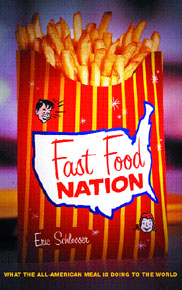 Fast Food
NATION
Eric Schlosser
WHAT THE ALL-AMERICAN MEAL IS DOING TO THE WORLD